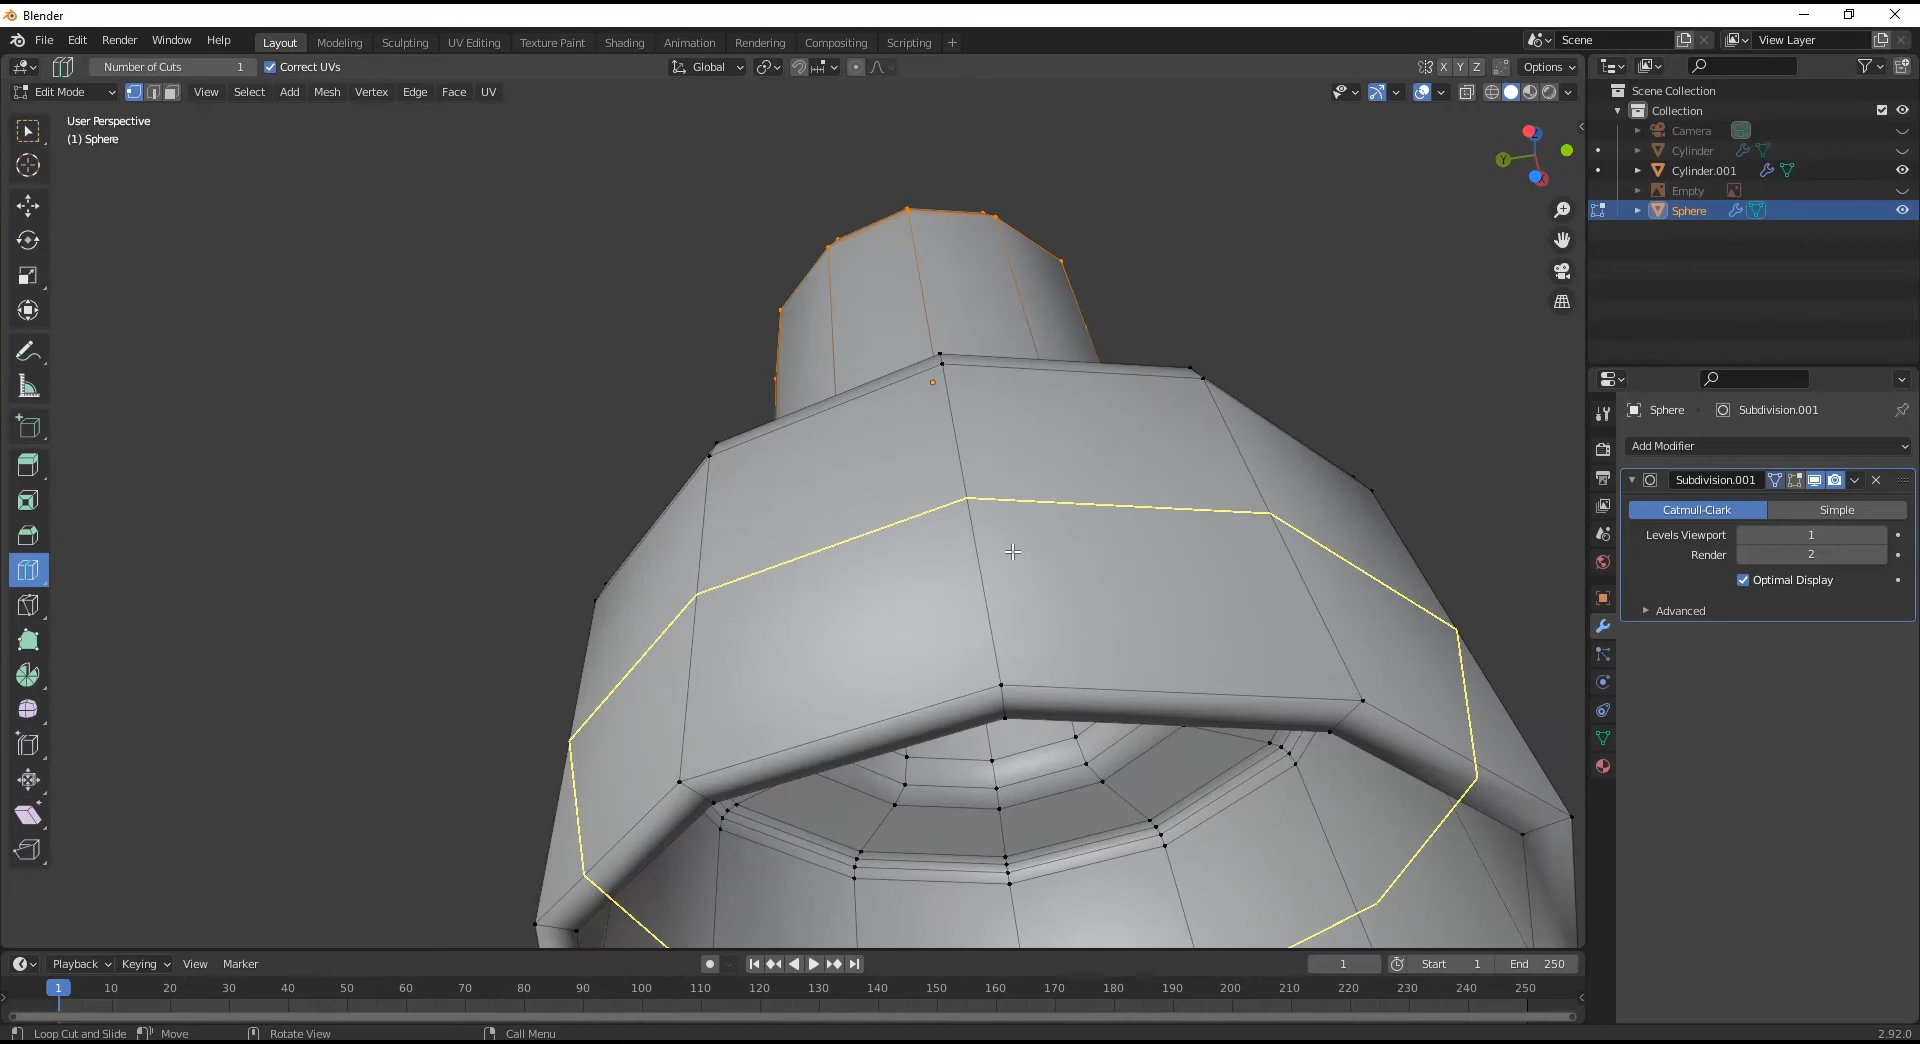 Blender
File Edit Render Window Help
Layout Modeling Sculpting UV Editing Texture Paint Shading Animation Rendering Compositing Scripting +
Scene
View Layer
Number of Cuts 1
Correct UVs
Global
X Y Z
Options
Edit Mode
View Select Add Mesh Vertex Edge Face UV
User Perspective
(1) Sphere
Z
Y
X
Scene Collection
Collection
Camera
Cylinder
Cylinder.001
Empty
Sphere
Sphere
Subdivision.001
Add Modifier
Subdivision.001
Catmull-Clark
Simple
Levels Viewport 1
Render 2
Optimal Display
Advanced
Playback Keying View Marker
1
Start 1
End 250
1 10 20 30 40 50 60 70 80 90 100 110 120 130 140 150 160 170 180 190 200 210 220 230 240 250
Loop Cut and Slide
Move
Rotate View
Call Menu
2.92.0